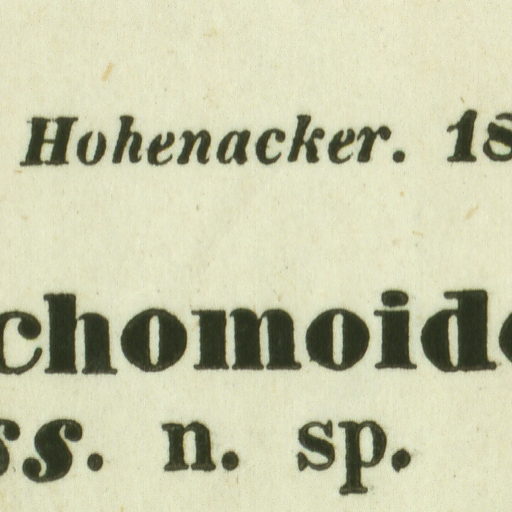 Hohenacker. 18
chomoide
ss. n. sp.